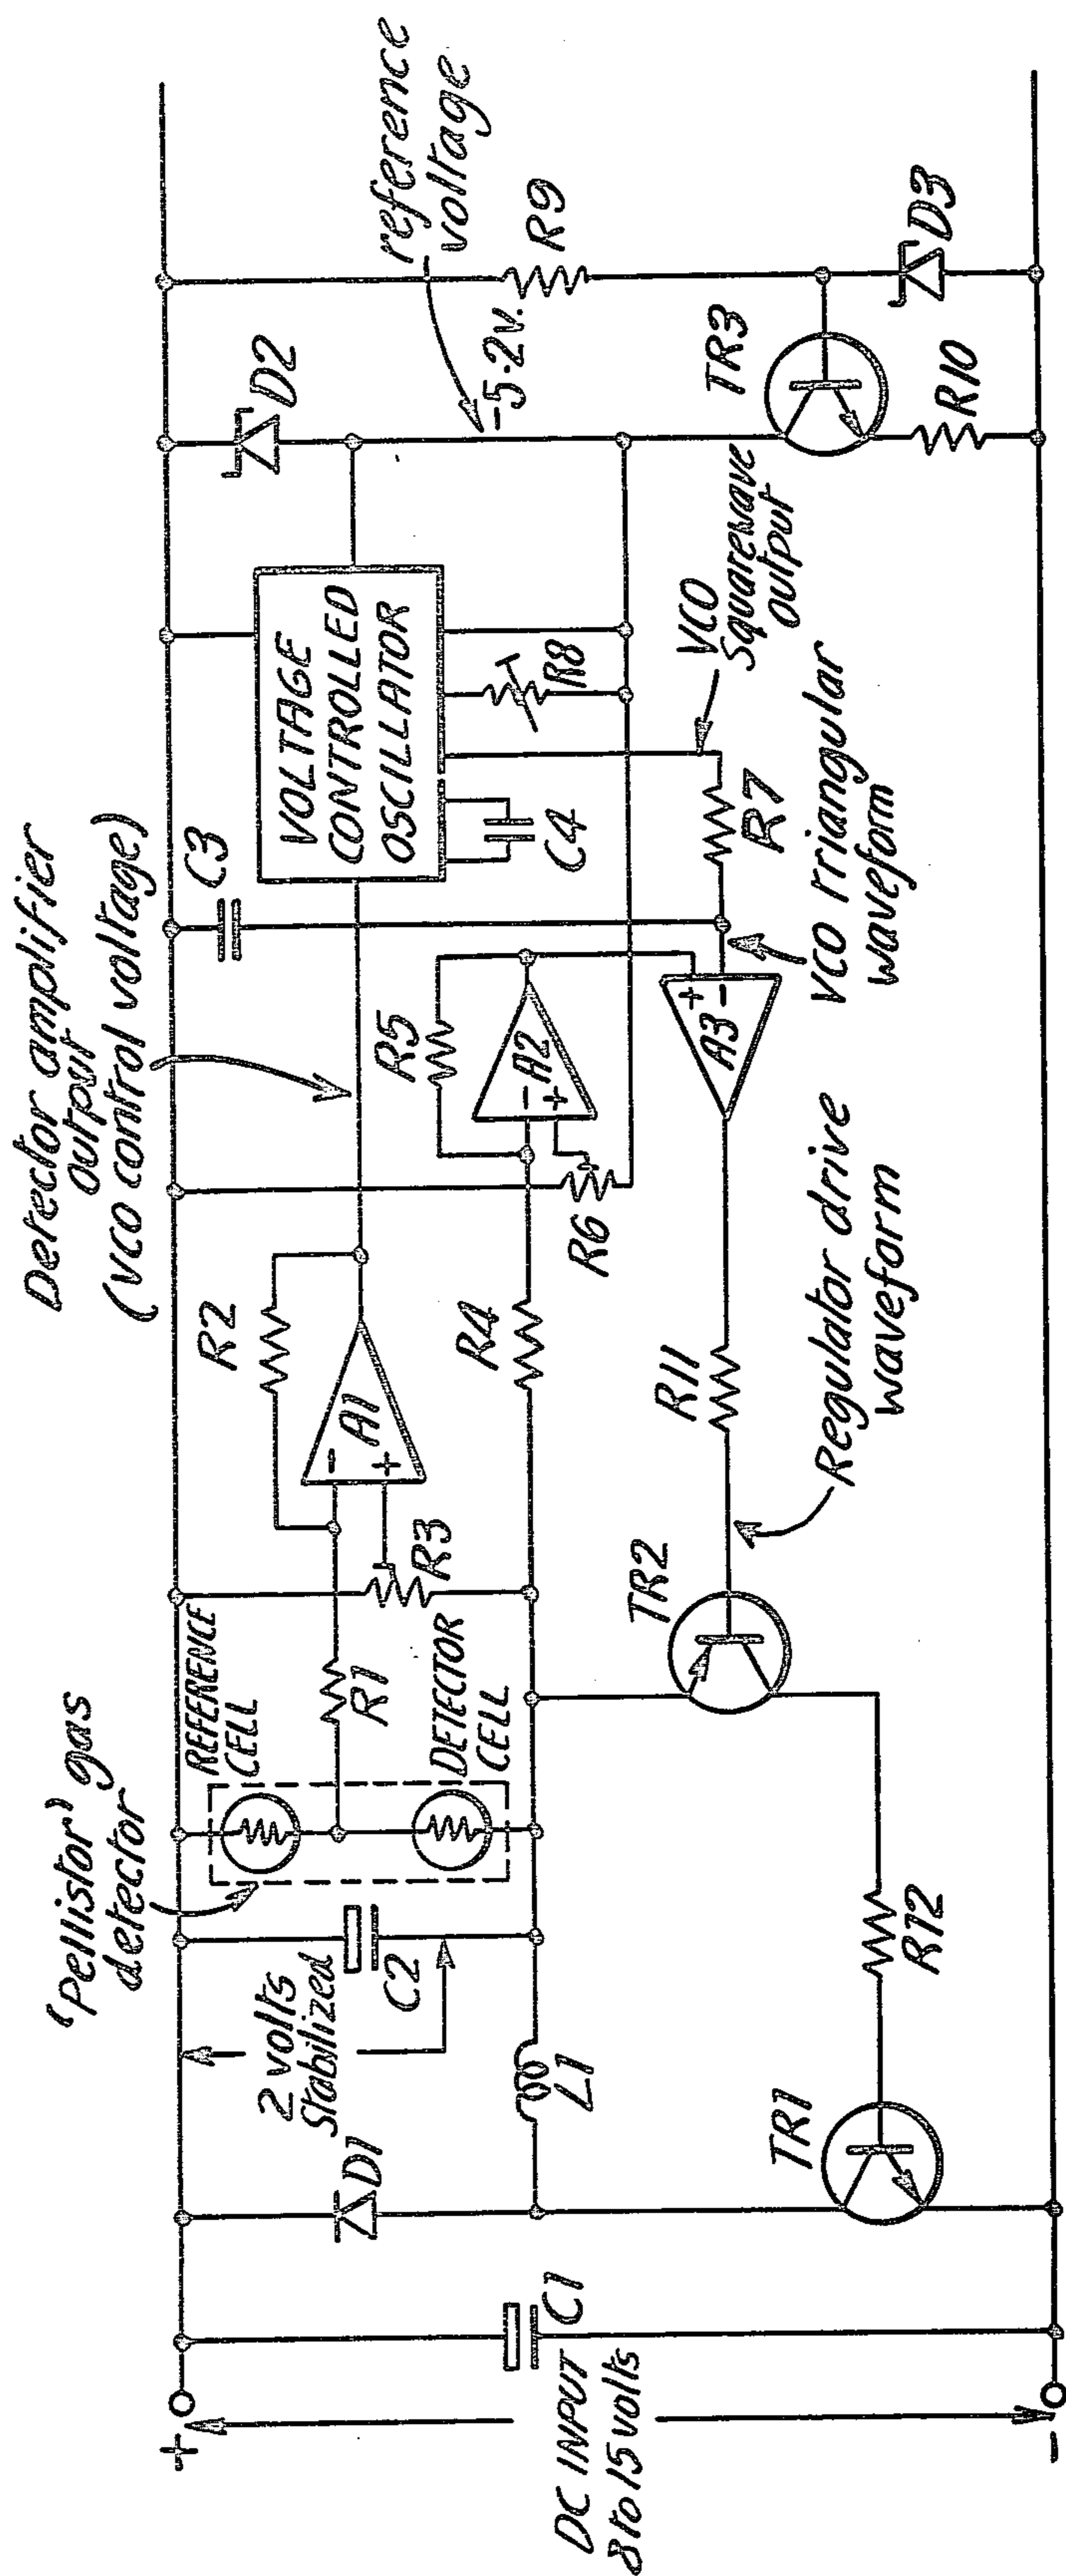 Detector amplifier
output
(VCO control voltage)
'Pellistor' gas
detector
REFERENCE
CELL
R2
C3
VOLTAGE
CONTROLLED
OSCILLATOR
D2
reference
voltage
-5·2v.
2 volts
Stabilized
C2
R1
A1
-
+
R3
DETECTOR
CELL
R5
A2
-
+
R4
R6
C4
R8
R9
D1
L1
+
DC INPUT
8 to 15 volts
-
C1
TR1
R12
TR2
R11
A3
+
-
R7
VCO
Squarewave
output
VCO rriangular
waveform
Regulator drive
waveform
TR3
D3
R10